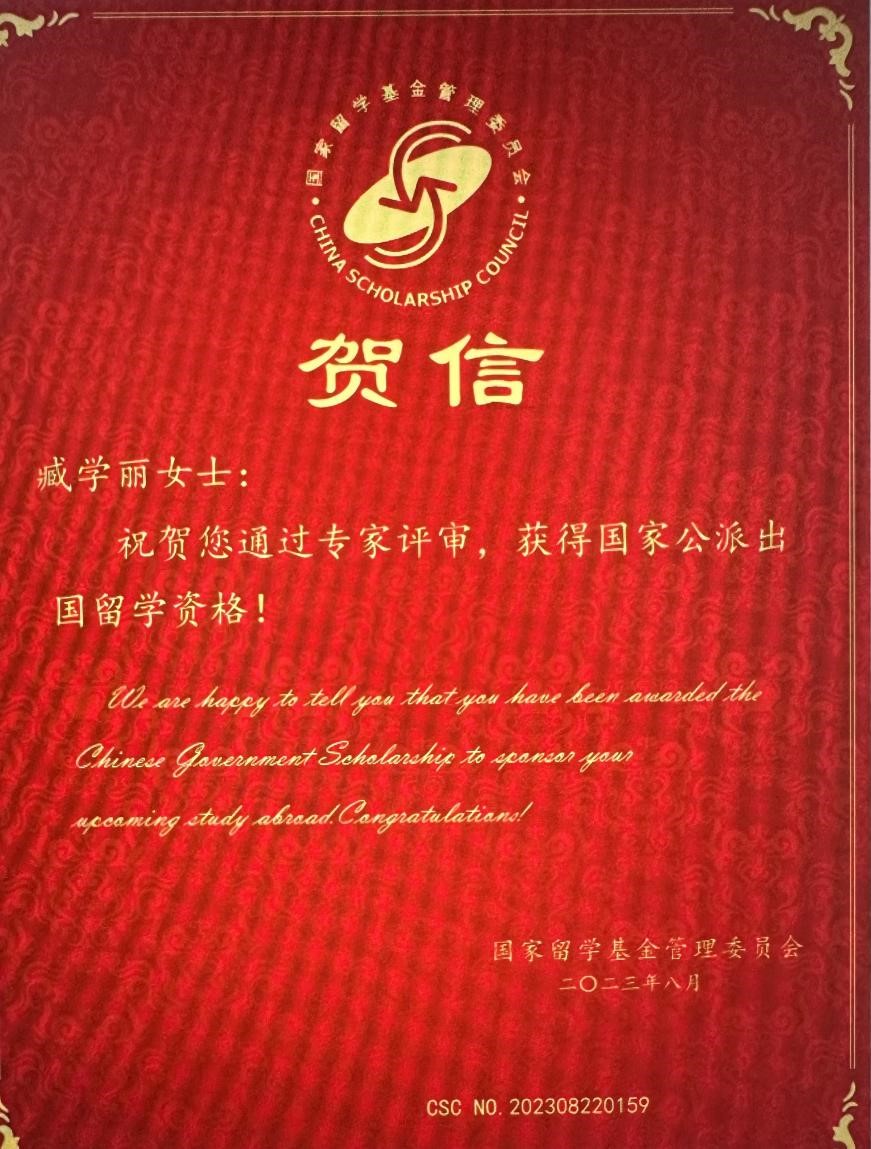 国家留学基金管理委员会
CHINA SCHOLARSHIP COUNCIL
贺信
臧学丽女士：
祝贺您通过专家评审，获得国家公派出
国留学资格！
We are happy to tell you that you have been awarded the
Chinese Government Scholarship to sponsor your
upcoming study abroad.Congratulations!
国家留学基金管理委员会
二〇二三年八月
CSC NO.202308220159